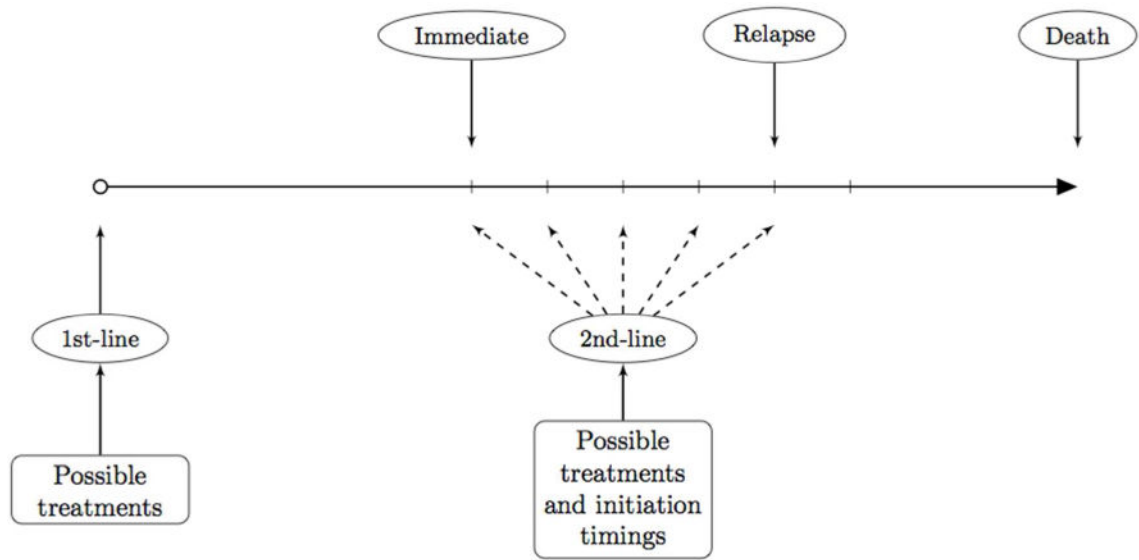 Immediate
Relapse
Death
1st-line
2nd-line
Possible
treatments
Possible
treatments
and initiation
timings